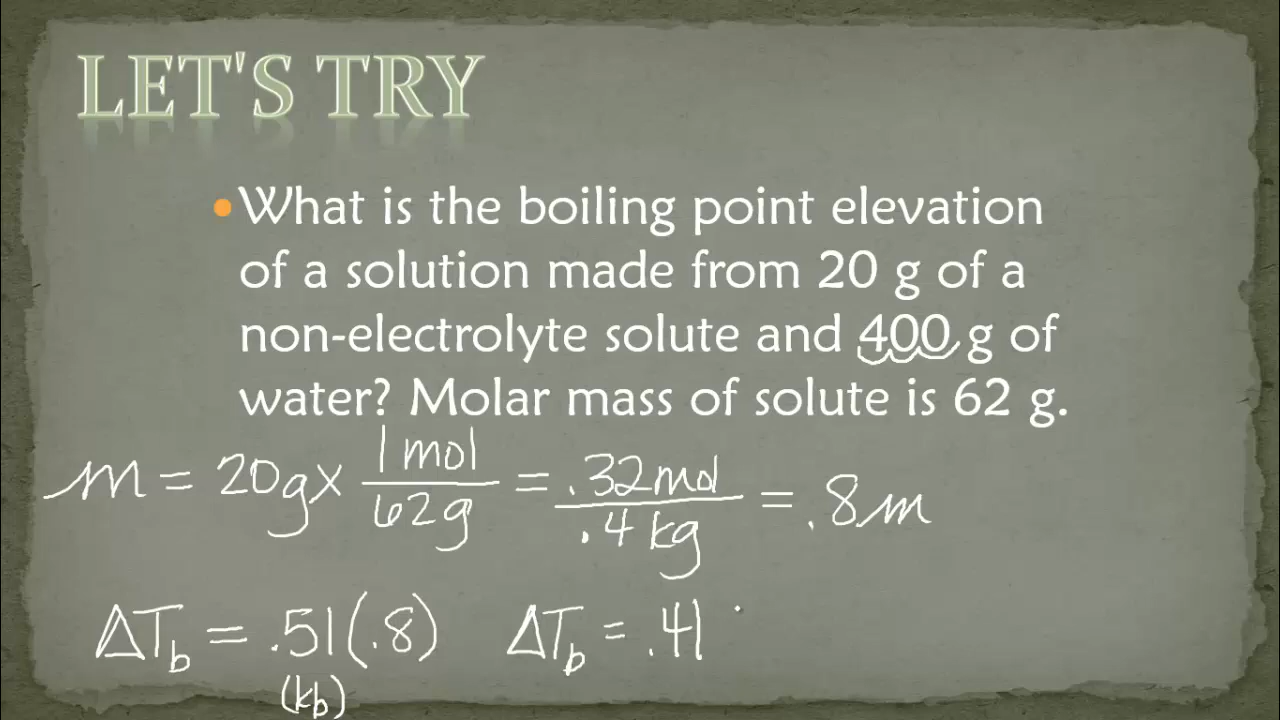 LET'S TRY
•What is the boiling point elevation
of a solution made from 20 g of a
non-electrolyte solute and 400 g of
water? Molar mass of solute is 62 g.
m = 20g x 1 mol / 62g = .32 mol / .4 kg = .8 m
ΔTb = .51(.8) ΔTb = .41
(kb)